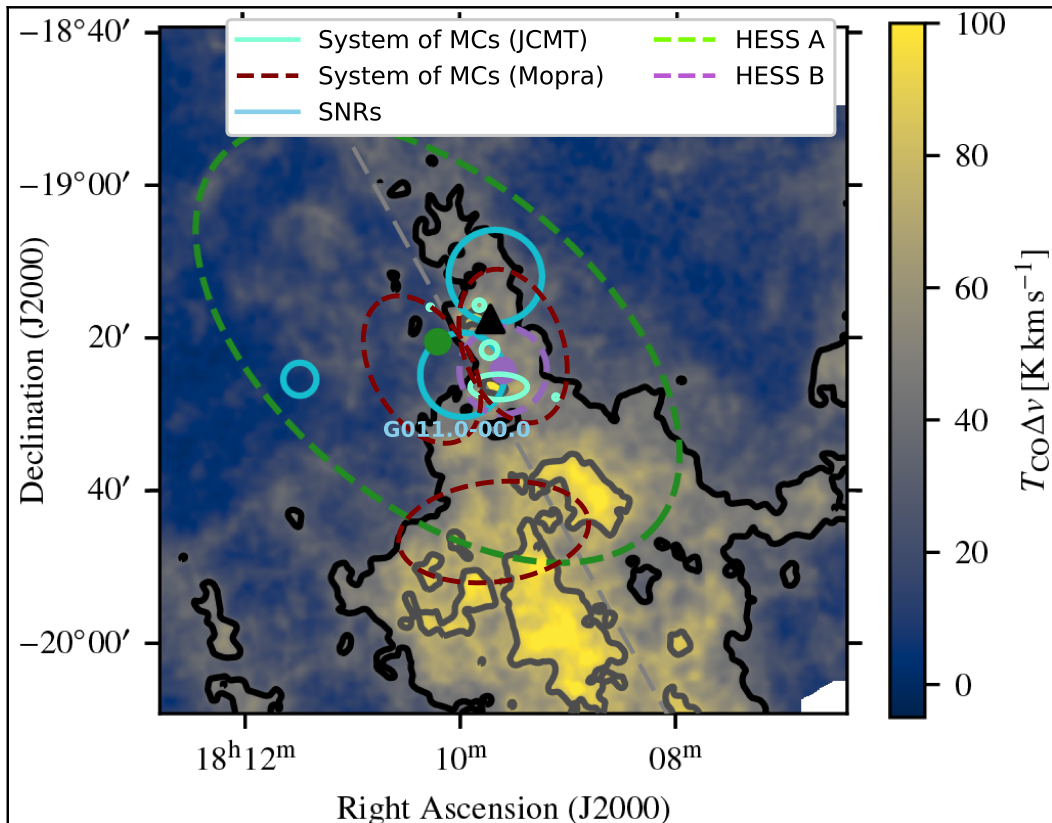 System of MCs (JCMT)
System of MCs (Mopra)
SNRs
HESS A
HESS B
−18°40′
−19°00′
20′
40′
−20°00′
Declination (J2000)
G011.0-00.0
18ʰ12ᵐ
10ᵐ
08ᵐ
Right Ascension (J2000)
100
80
60
40
20
0
T_CO Δν [K km s⁻¹]